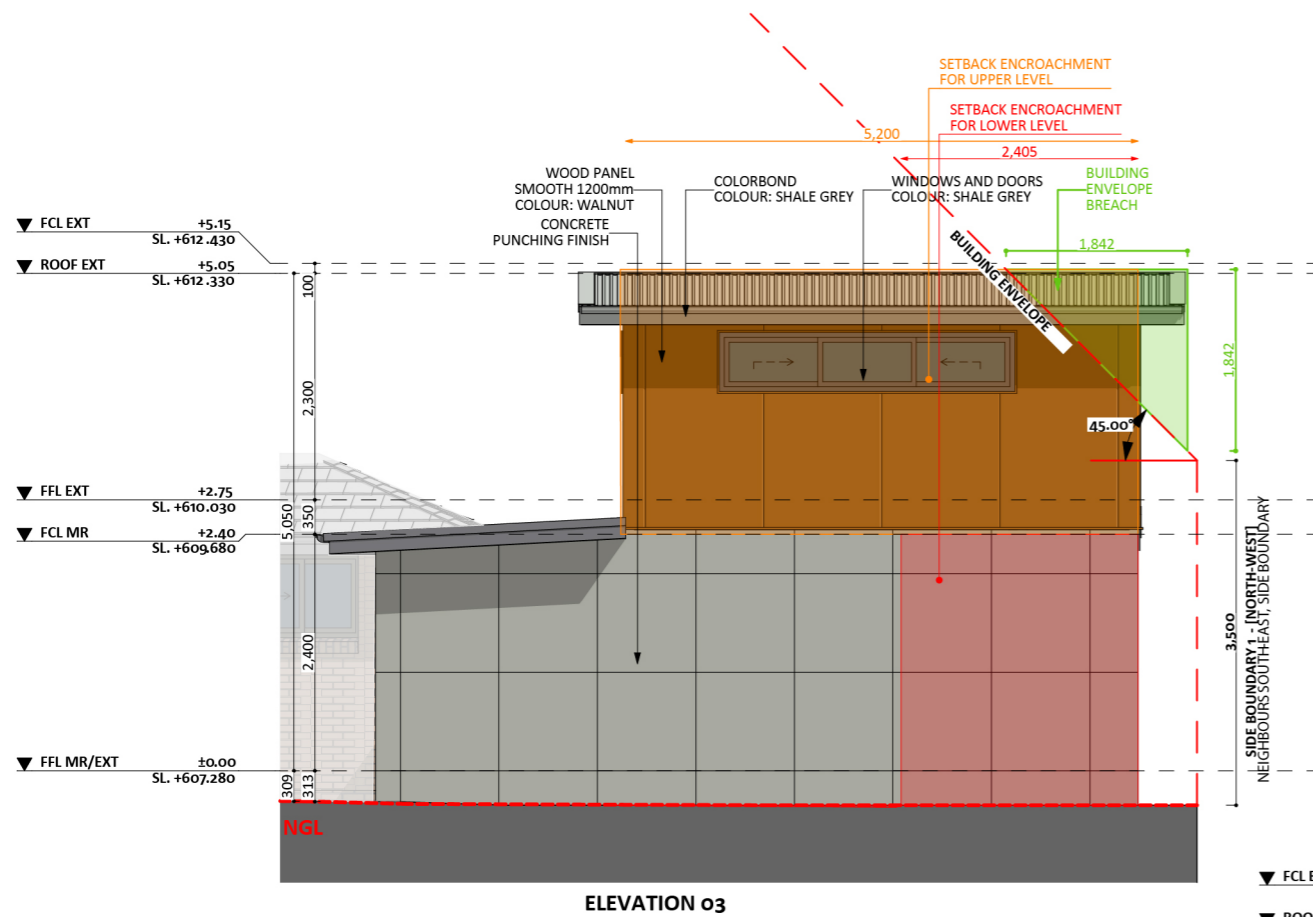 SETBACK ENCROACHMENT
FOR UPPER LEVEL
SETBACK ENCROACHMENT
FOR LOWER LEVEL
5,200
2,405
WOOD PANEL
SMOOTH 1200mm
COLOUR: WALNUT
CONCRETE
PUNCHING FINISH
COLORBOND
COLOUR: SHALE GREY
WINDOWS AND DOORS
COLOUR: SHALE GREY
BUILDING
ENVELOPE
BREACH
1,842
1,842
BUILDING ENVELOPE
45.00°
FCL EXT +5.15
SL. +612.430
ROOF EXT +5.05
SL. +612.330
FFL EXT +2.75
SL. +610.030
FCL MR +2.40
SL. +609.680
FFL MR/EXT ±0.00
SL. +607.280
100
2,300
350
5,050
2,400
309
313
3,500
SIDE BOUNDARY 1 - [NORTH-WEST]
NEIGHBOURS SOUTH-EAST, SIDE BOUNDARY
NGL
ELEVATION 03
FCL